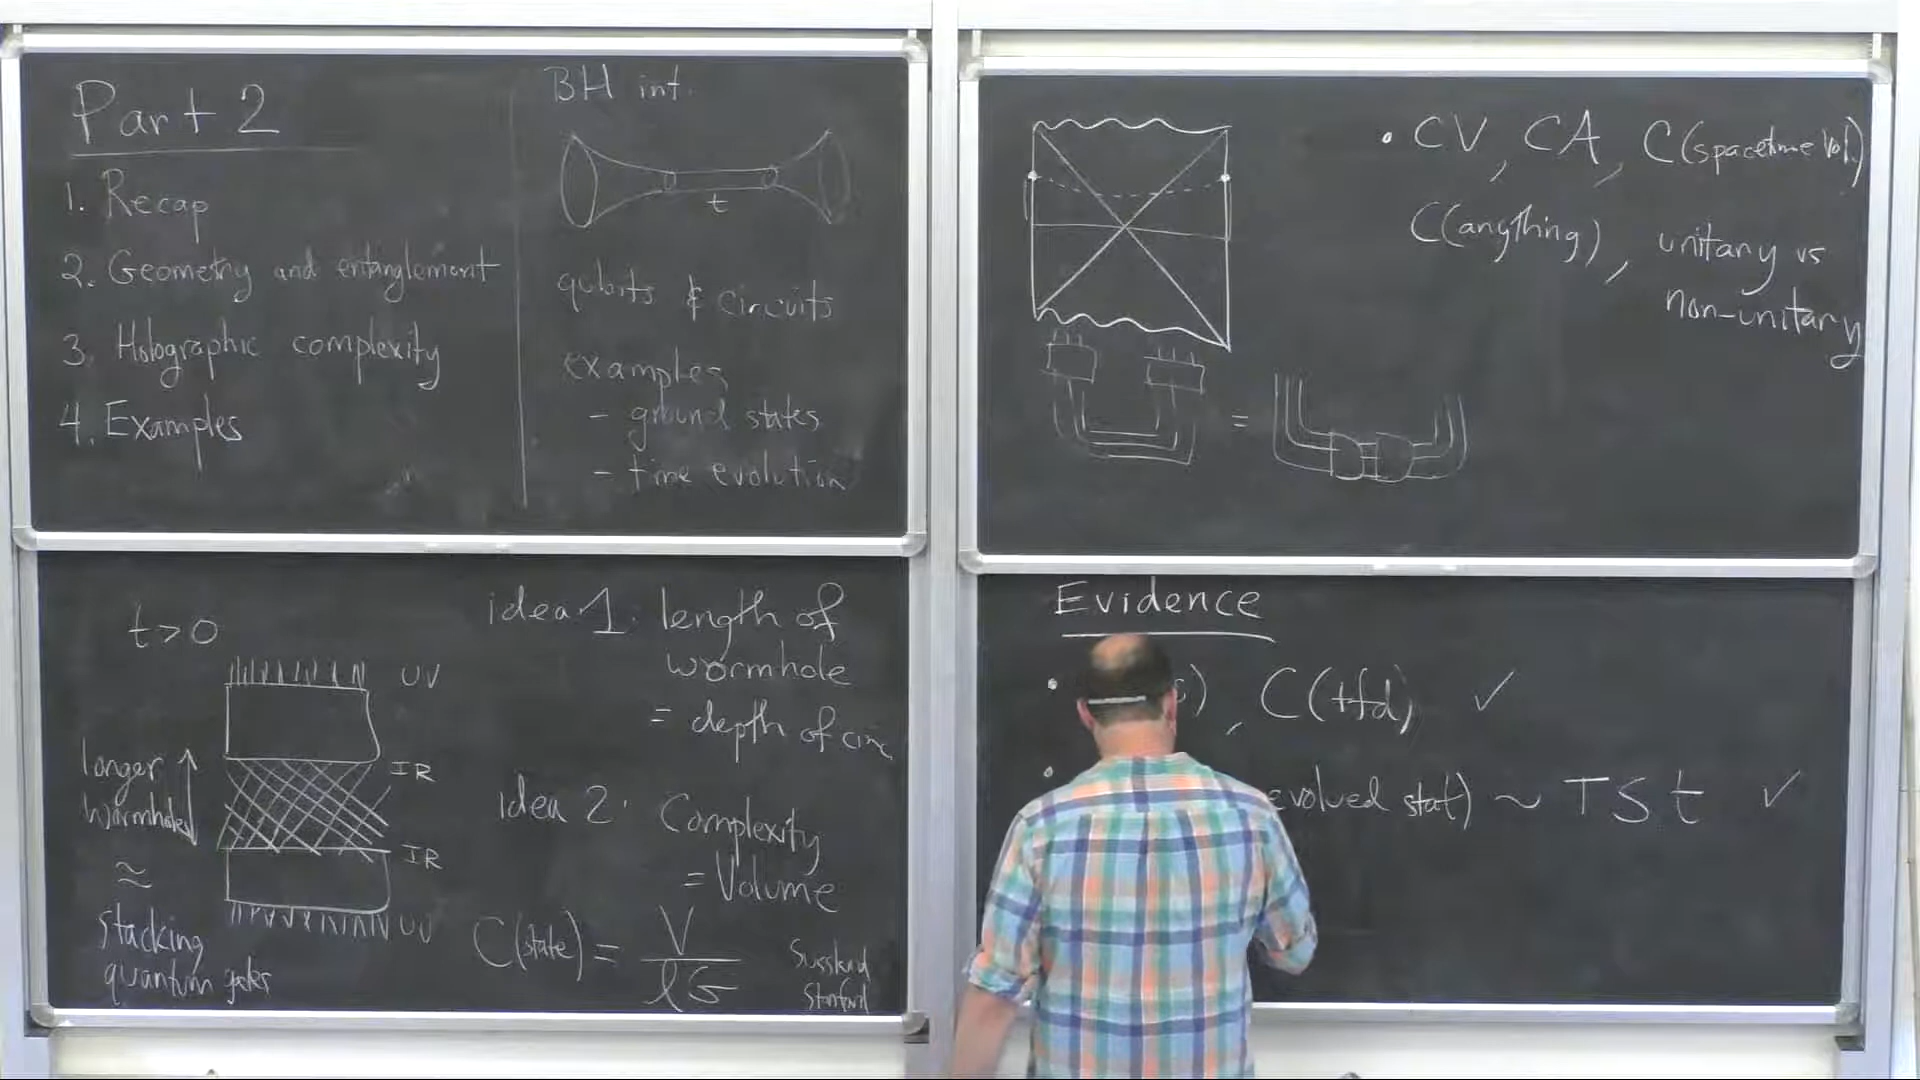 Part 2
1. Recap
2. Geometry and entanglement
3. Holographic complexity
4. Examples
BH int.
t
qubits & circuits
examples
- ground states
- time evolution
• CV, CA, C(spacetime Vol.)
C(anything), unitary vs
non-unitary
=
t>0
UV
IR
IR
UV
longer
wormhole
≈
stacking
quantum gates
idea 1: length of
wormhole
= depth of circ
idea 2: Complexity
= Volume
C(state) = V / lG
Susskind
Stanford
Evidence
• ), C(tfd) ✓
• evolved stat) ~ T S t ✓